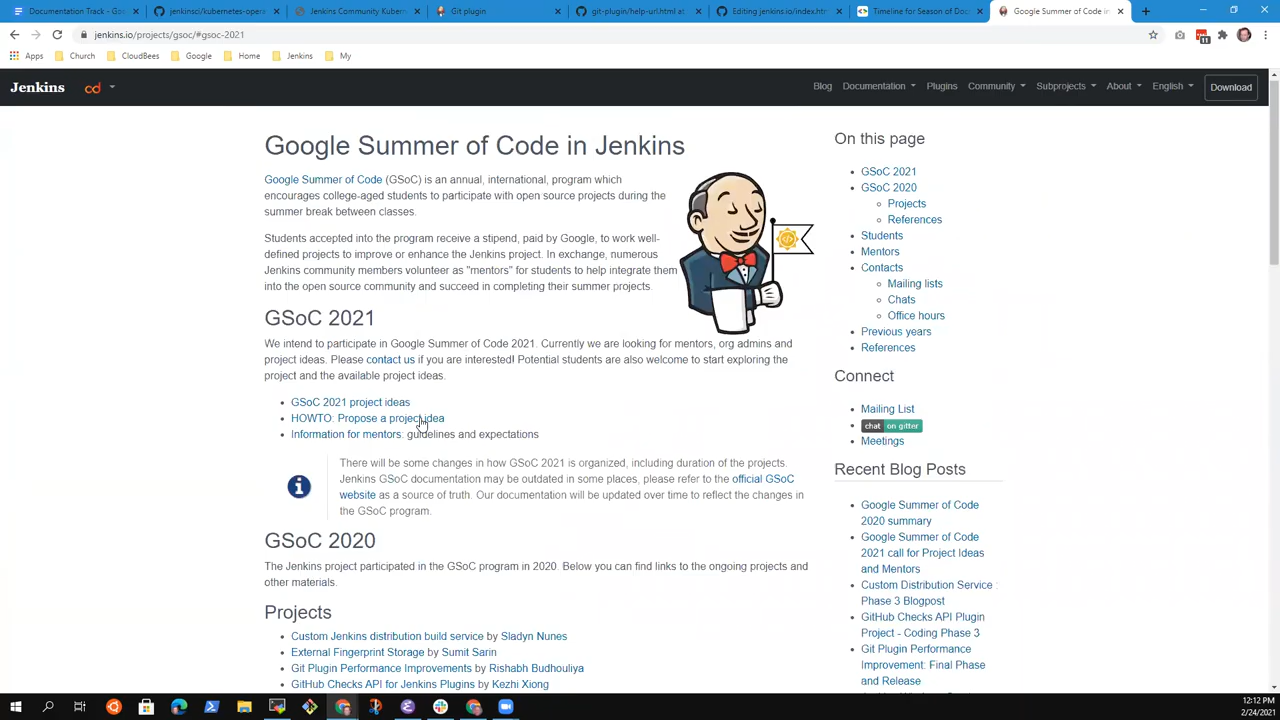 Documentation Track - Goo
jenkinsci/kubernetes-oper
Jenkins Community Kubern
Git plugin
git-plugin/help-url.html at
Editing jenkins.io/index.htm
Timeline for Season of Doc
Google Summer of Code in
jenkins.io/projects/gsoc/#gsoc-2021
11
Apps
Church
CloudBees
Google
Home
Jenkins
My
Jenkins
cd
Blog
Documentation
Plugins
Community
Subprojects
About
English
Download
Google Summer of Code in Jenkins
Google Summer of Code (GSoC) is an annual, international, program which
encourages college-aged students to participate with open source projects during the
summer break between classes.
Students accepted into the program receive a stipend, paid by Google, to work well-
defined projects to improve or enhance the Jenkins project. In exchange, numerous
Jenkins community members volunteer as "mentors" for students to help integrate them
into the open source community and succeed in completing their summer projects.
GSoC 2021
We intend to participate in Google Summer of Code 2021. Currently we are looking for mentors, org admins and
project ideas. Please contact us if you are interested! Potential students are also welcome to start exploring the
project and the available project ideas.
GSoC 2021 project ideas
HOWTO: Propose a project idea
Information for mentors: guidelines and expectations
There will be some changes in how GSoC 2021 is organized, including duration of the projects.
Jenkins GSoC documentation may be outdated in some places, please refer to the official GSoC
website as a source of truth. Our documentation will be updated over time to reflect the changes in
the GSoC program.
GSoC 2020
The Jenkins project participated in the GSoC program in 2020. Below you can find links to the ongoing projects and
other materials.
Projects
Custom Jenkins distribution build service by Sladyn Nunes
External Fingerprint Storage by Sumit Sarin
Git Plugin Performance Improvements by Rishabh Budhouliya
GitHub Checks API for Jenkins Plugins by Kezhi Xiong
On this page
GSoC 2021
GSoC 2020
Projects
References
Students
Mentors
Contacts
Mailing lists
Chats
Office hours
Previous years
References
Connect
Mailing List
chat on gitter
Meetings
Recent Blog Posts
Google Summer of Code
2020 summary
Google Summer of Code
2021 call for Project Ideas
and Mentors
Custom Distribution Service :
Phase 3 Blogpost
GitHub Checks API Plugin
Project - Coding Phase 3
Git Plugin Performance
Improvement: Final Phase
and Release
12:12 PM
2/24/2021